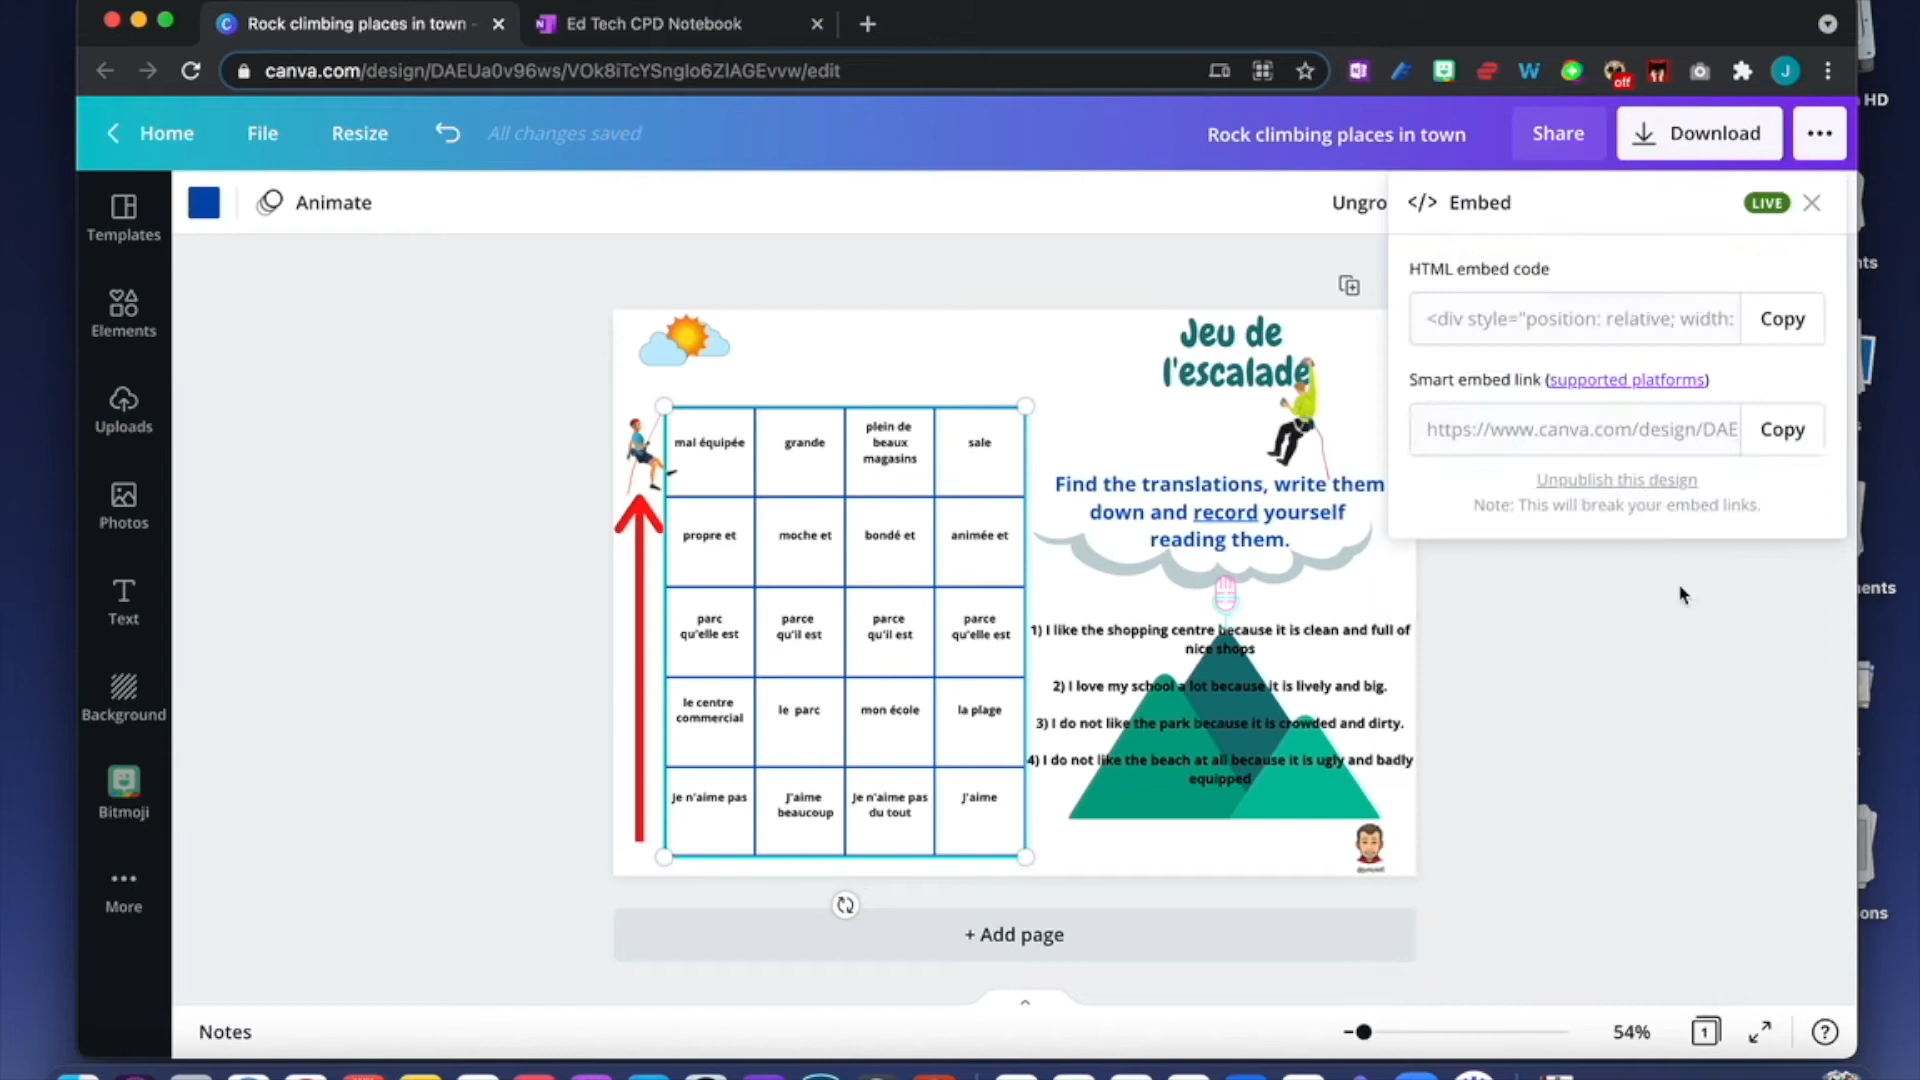 Rock climbing places in town -
Ed Tech CPD Notebook
canva.com/design/DAEUa0v96ws/VOk8iTcYSnglo6ZIAGEvvw/edit
off
J
HD
Home
File
Resize
All changes saved
Rock climbing places in town
Share
Download
Animate
Ungro
</> Embed
LIVE
HTML embed code
<div style="position: relative; width:
Copy
Smart embed link (supported platforms)
https://www.canva.com/design/DAE
Copy
Unpublish this design
Note: This will break your embed links.
Templates
Elements
Uploads
Photos
Text
Background
Bitmoji
More
Jeu de
l'escalade
mal équipée
grande
plein de
beaux
magasins
sale
propre et
moche et
bondé et
animée et
parc
qu'elle est
parce
qu'il est
parce
qu'il est
parce
qu'elle est
le centre
commercial
le parc
mon école
la plage
Je n'aime pas
J'aime
beaucoup
Je n'aime pas
du tout
J'aime
Find the translations, write them
down and record yourself
reading them.
1) I like the shopping centre because it is clean and full of
nice shops
2) I love my school a lot because it is lively and big.
3) I do not like the park because it is crowded and dirty.
4) I do not like the beach at all because it is ugly and badly
equipped
+ Add page
Notes
54%
1
nts
ents
ons